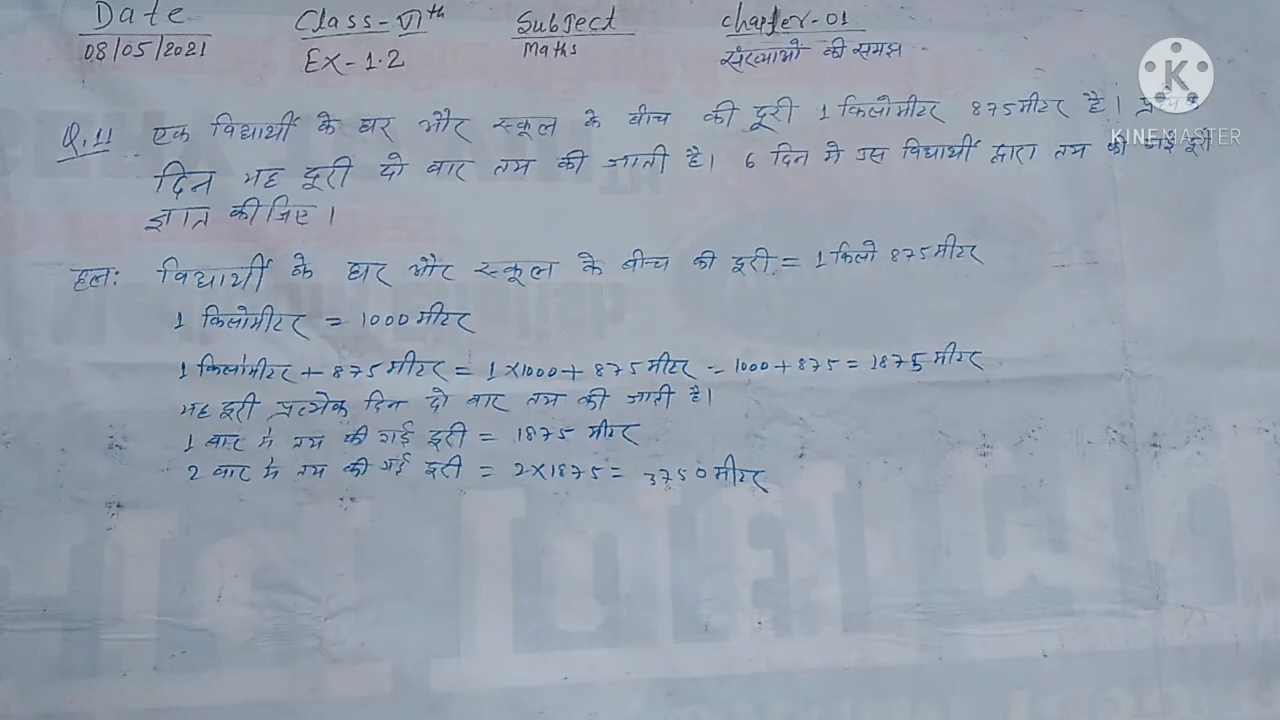 Date Class-VIth Subject Chapter-01
08/05/2021 Ex-1.2 Maths संख्याओ की समझ
K
KINEMASTER
Q.11 एक विद्यार्थी के घर और स्कूल के बीच की दूरी 1 किलोमीटर 875 मीटर है।
दिन यह दूरी दो बार तय की जाती है। 6 दिन मे उस विद्यार्थी द्वारा तय की गई दूरी
ज्ञात कीजिए।
हलः विद्यार्थी के घर और स्कूल के बीच की दूरी = 1 किलो 875 मीटर
1 किलोमीटर = 1000 मीटर
1 किलोमीटर + 875 मीटर = 1×1000 + 875 मीटर = 1000 + 875 = 1875 मीटर
यह दूरी प्रत्येक दिन दो बार तय की जाती है।
1 बार में तय की गई दूरी = 1875 मीटर
2 बार में तय की गई दूरी = 2×1875 = 3750 मीटर